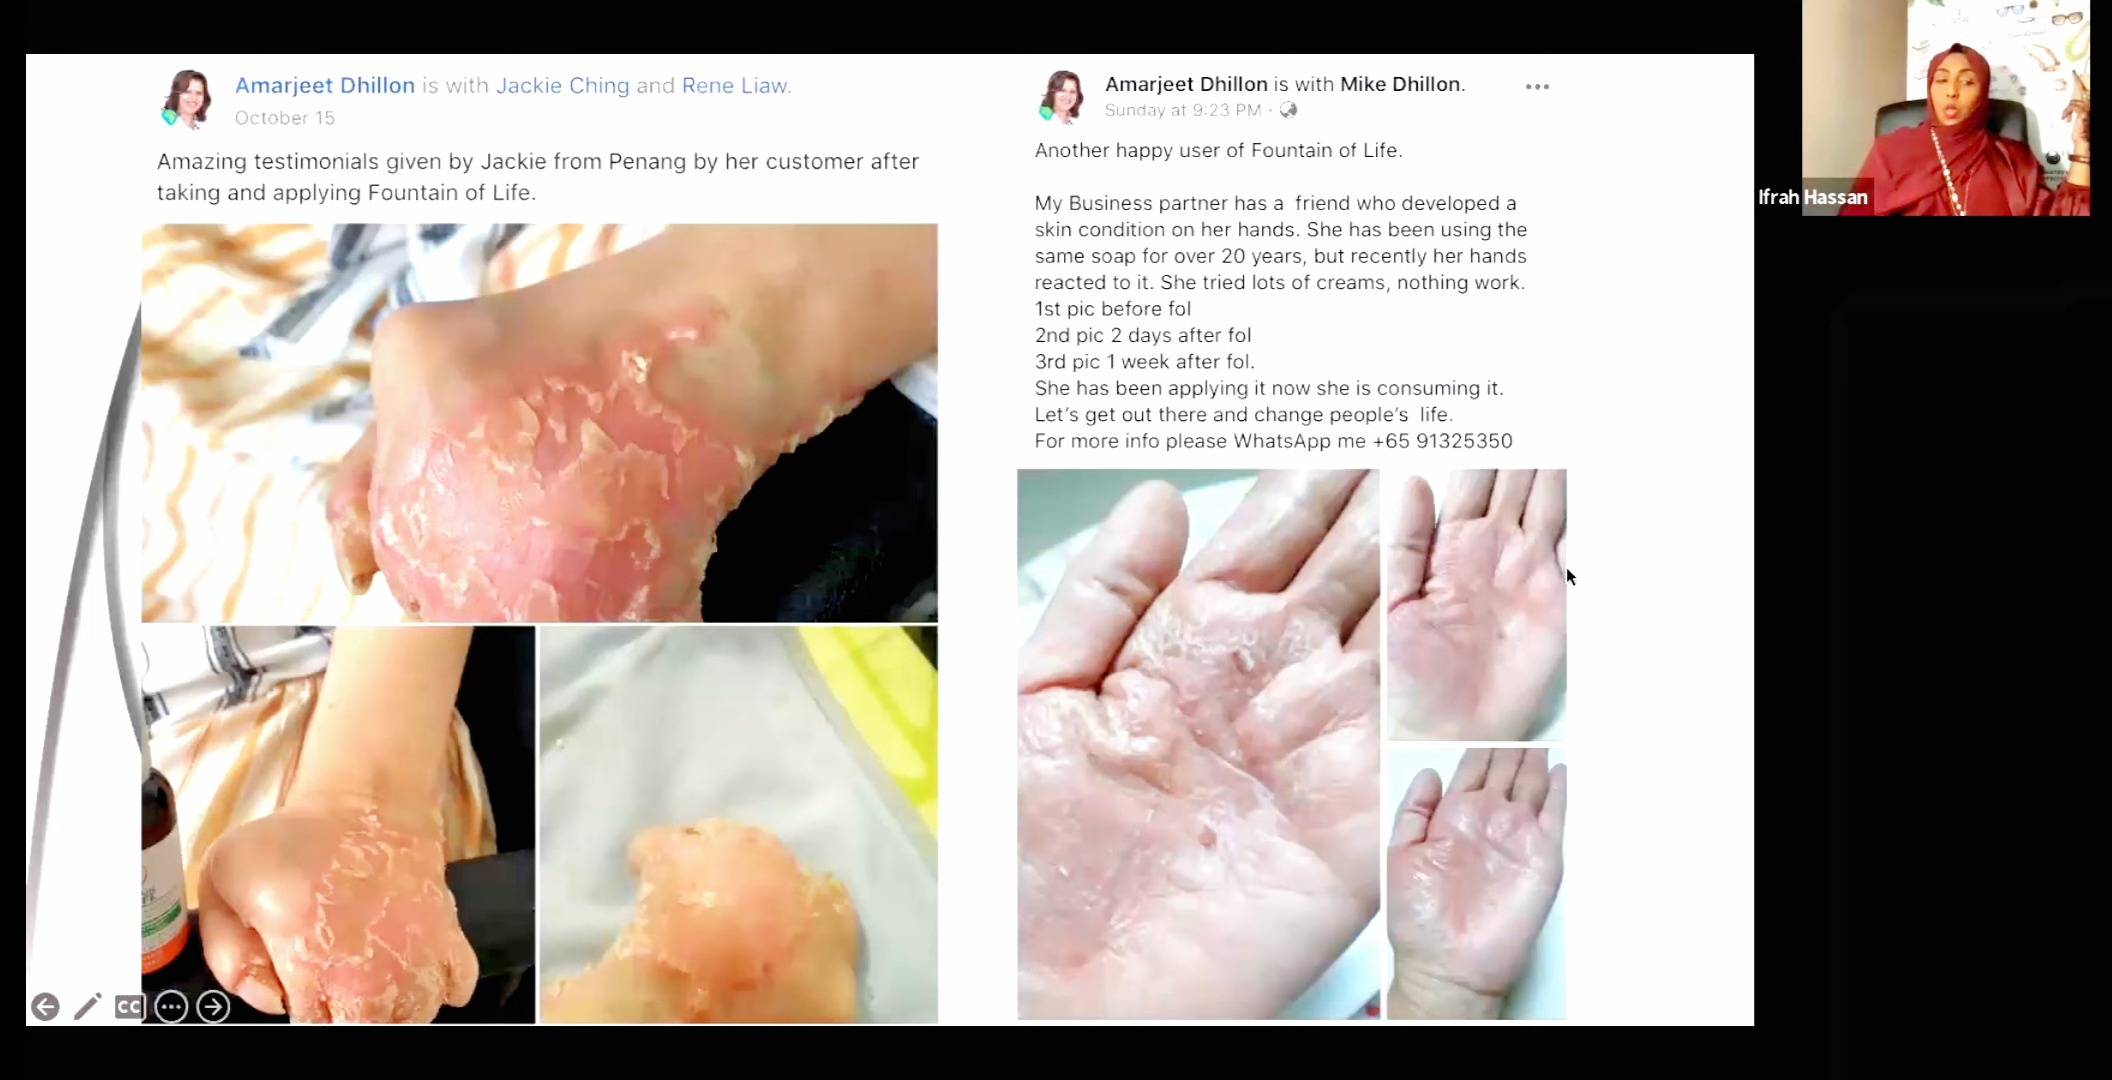 Amarjeet Dhillon is with Jackie Ching and Rene Liaw.
October 15
Amazing testimonials given by Jackie from Penang by her customer after
taking and applying Fountain of Life.
Amarjeet Dhillon is with Mike Dhillon.
Sunday at 9:23 PM ·
Another happy user of Fountain of Life.
My Business partner has a  friend who developed a
skin condition on her hands. She has been using the
same soap for over 20 years, but recently her hands
reacted to it. She tried lots of creams, nothing work.
1st pic before fol
2nd pic 2 days after fol
3rd pic 1 week after fol.
She has been applying it now she is consuming it.
Let's get out there and change people's  life.
For more info please WhatsApp me +65 91325350
Ifrah Hassan
CC